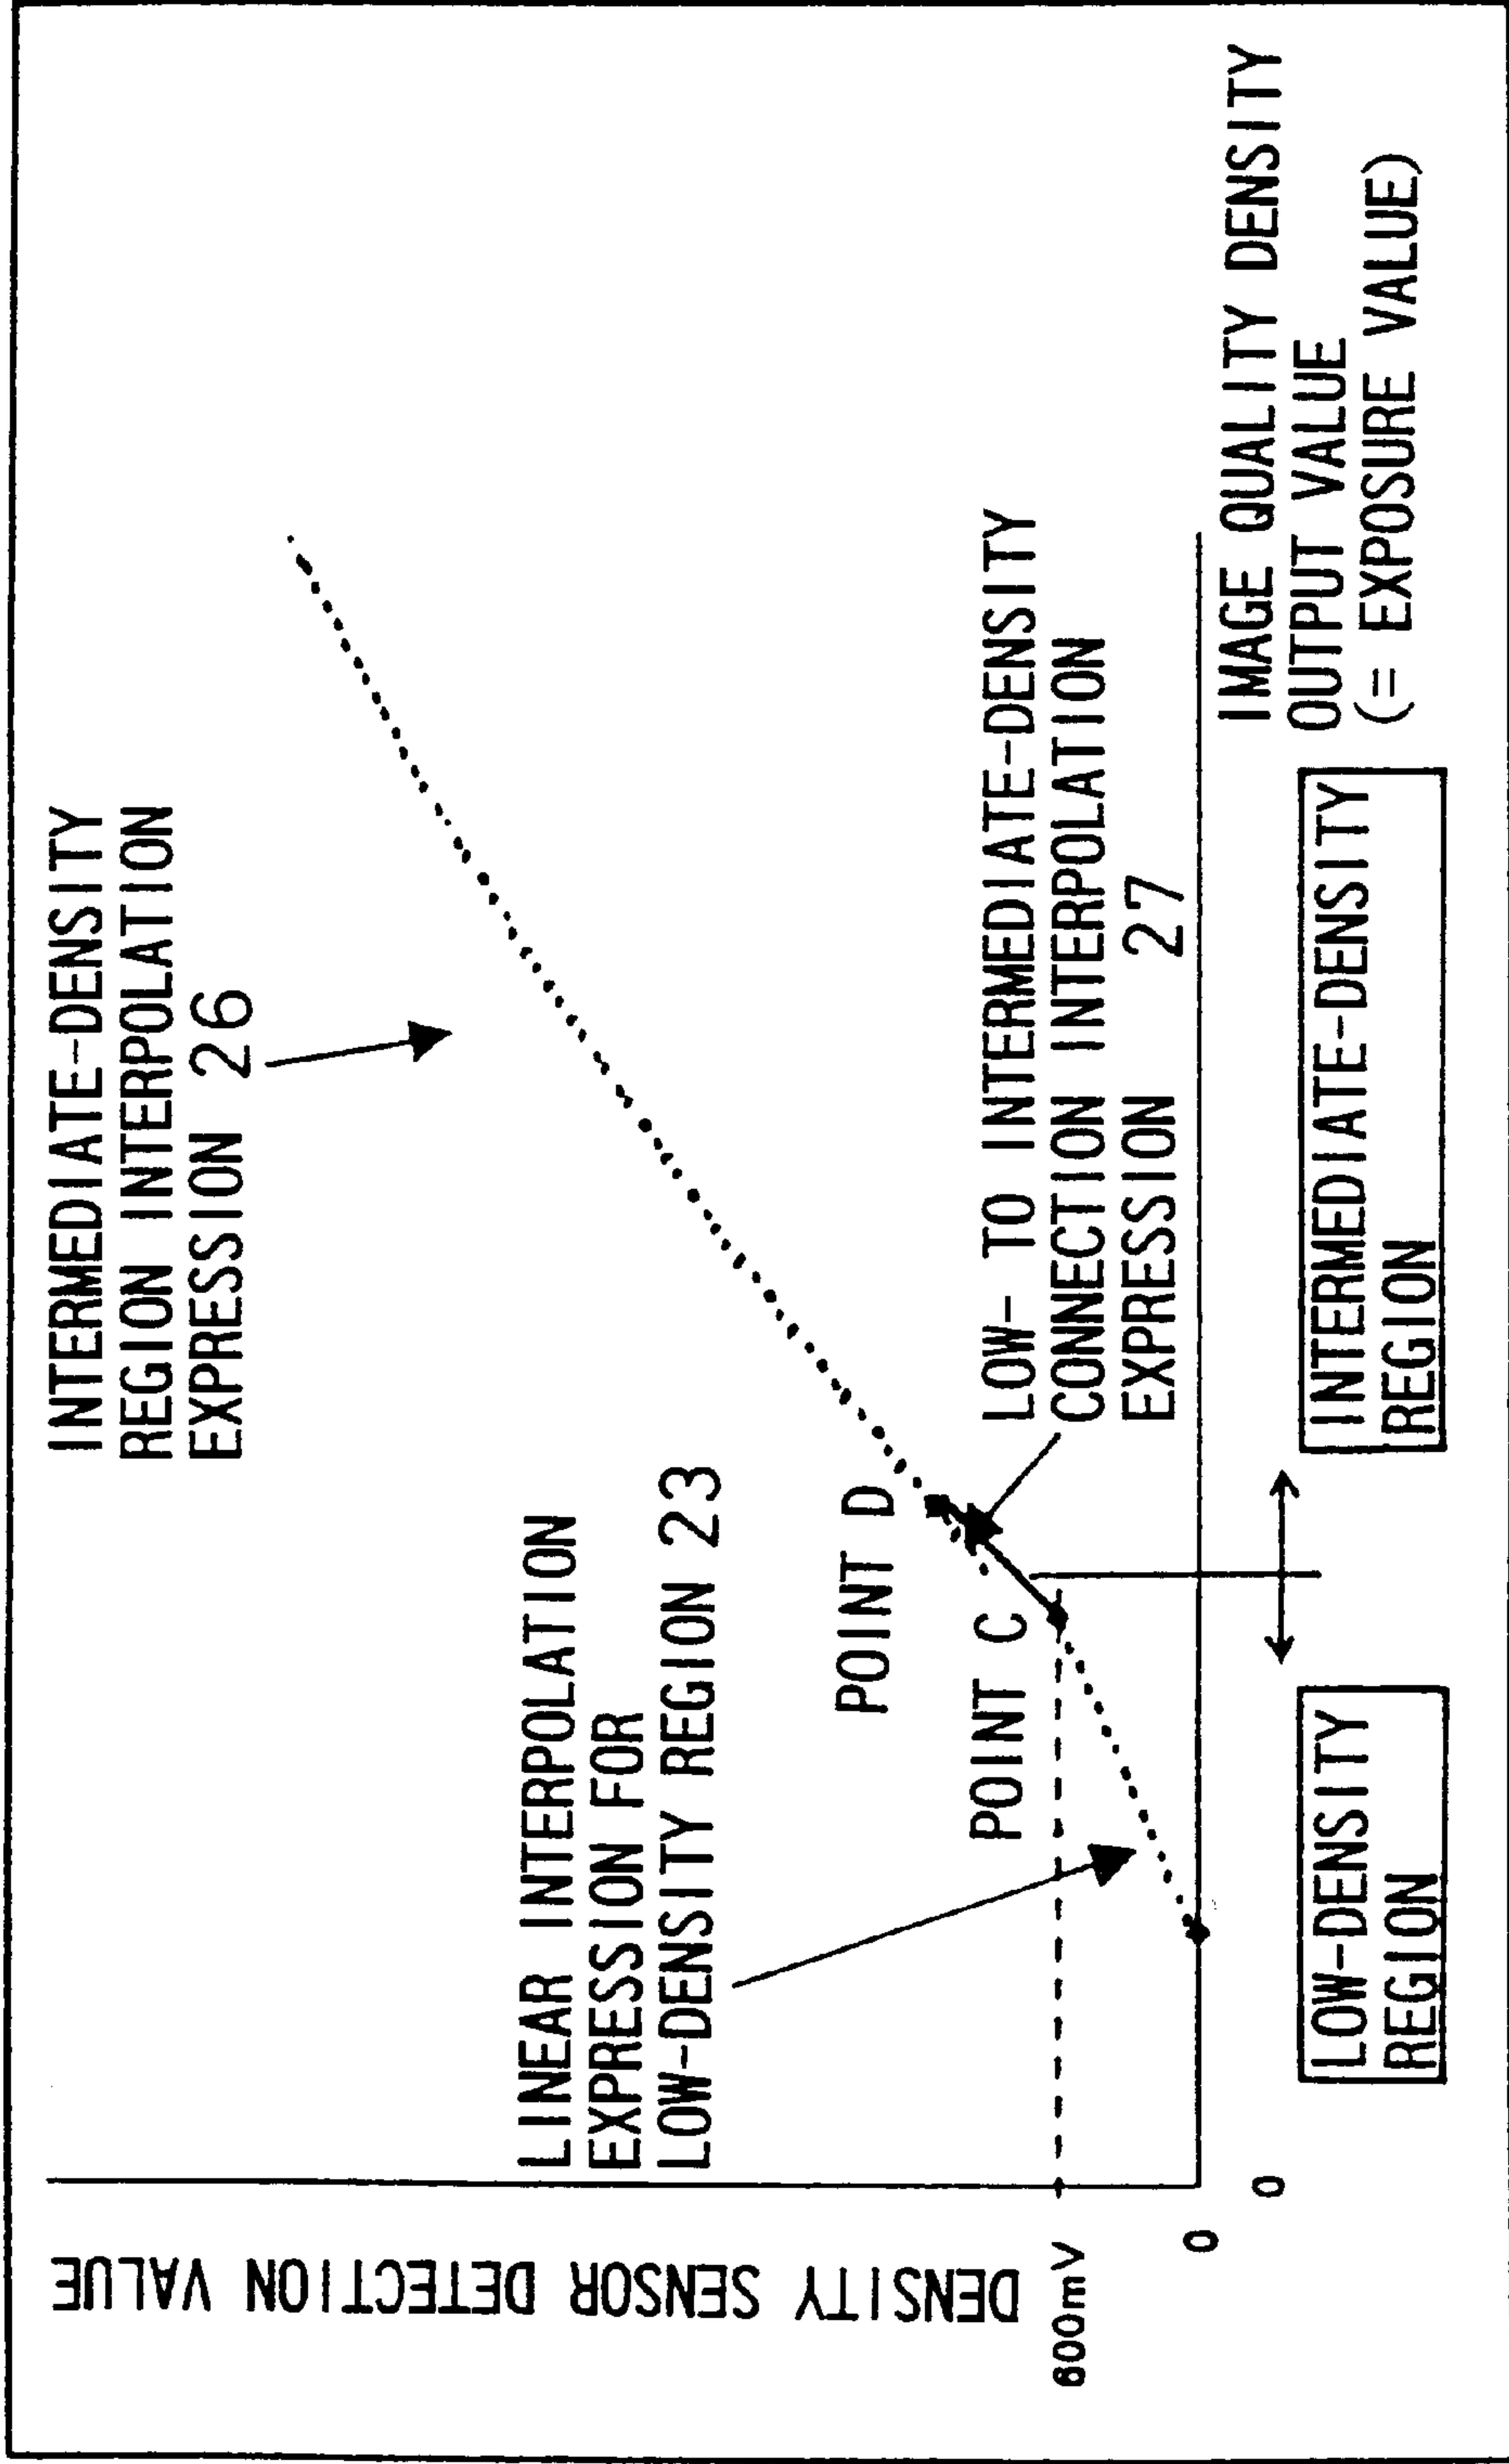 INTERMEDIATE-DENSITY
REGION INTERPOLATION
EXPRESSION 26
LINEAR INTERPOLATION
EXPRESSION FOR
LOW-DENSITY REGION 23
POINT D
POINT C
LOW- TO INTERMEDIATE-DENSITY
CONNECTION INTERPOLATION
EXPRESSION 27
DENSITY SENSOR DETECTION VALUE
600mV
0
0
IMAGE QUALITY DENSITY
OUTPUT VALUE
(= EXPOSURE VALUE)
LOW-DENSITY
REGION
INTERMEDIATE-DENSITY
REGION